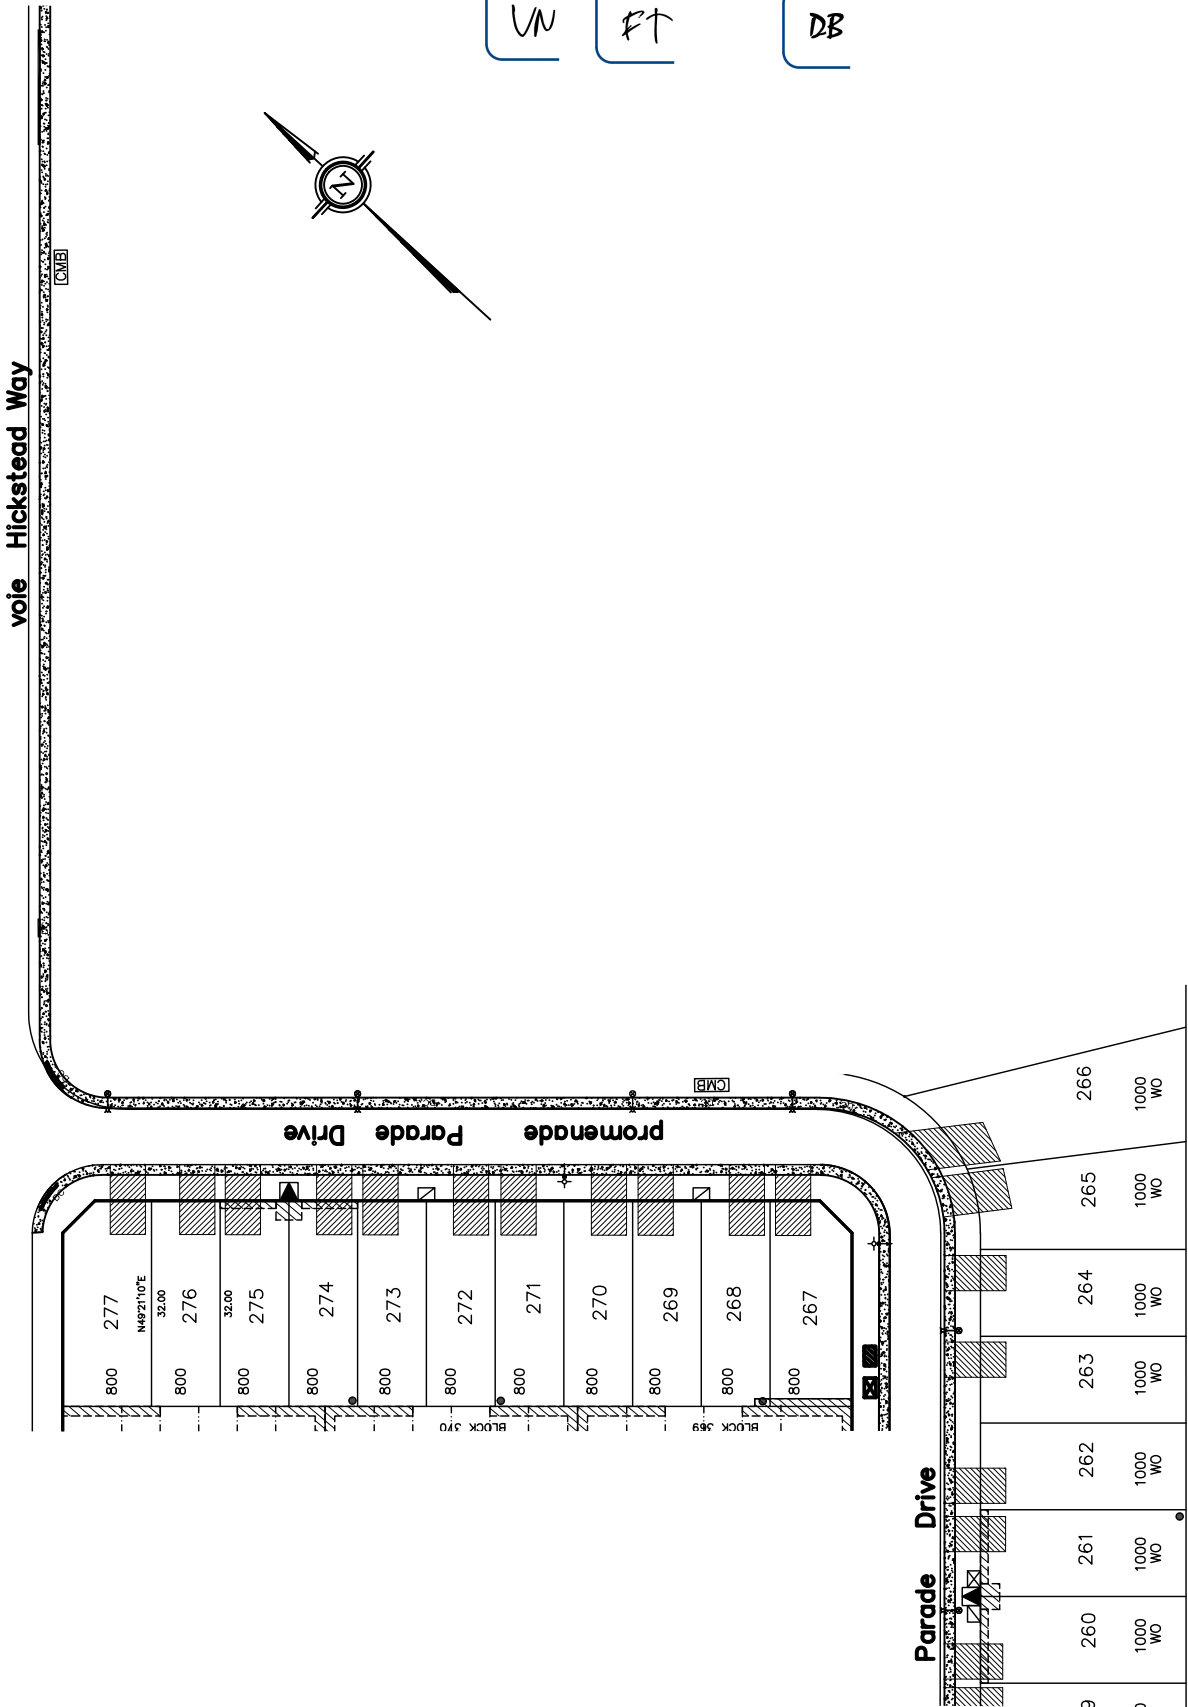 VN
FT
DB
N
CMB
voie Hickstead Way
CMB
promenade Parade Drive
277
276
275
274
273
272
271
270
269
268
267
N49°21'10"E
32.00
32.00
800
800
800
800
800
800
800
800
800
800
800
BLOCK 370
BLOCK 369
Parade Drive
266
1000
WO
265
1000
WO
264
1000
WO
263
1000
WO
262
1000
WO
261
1000
WO
260
1000
WO